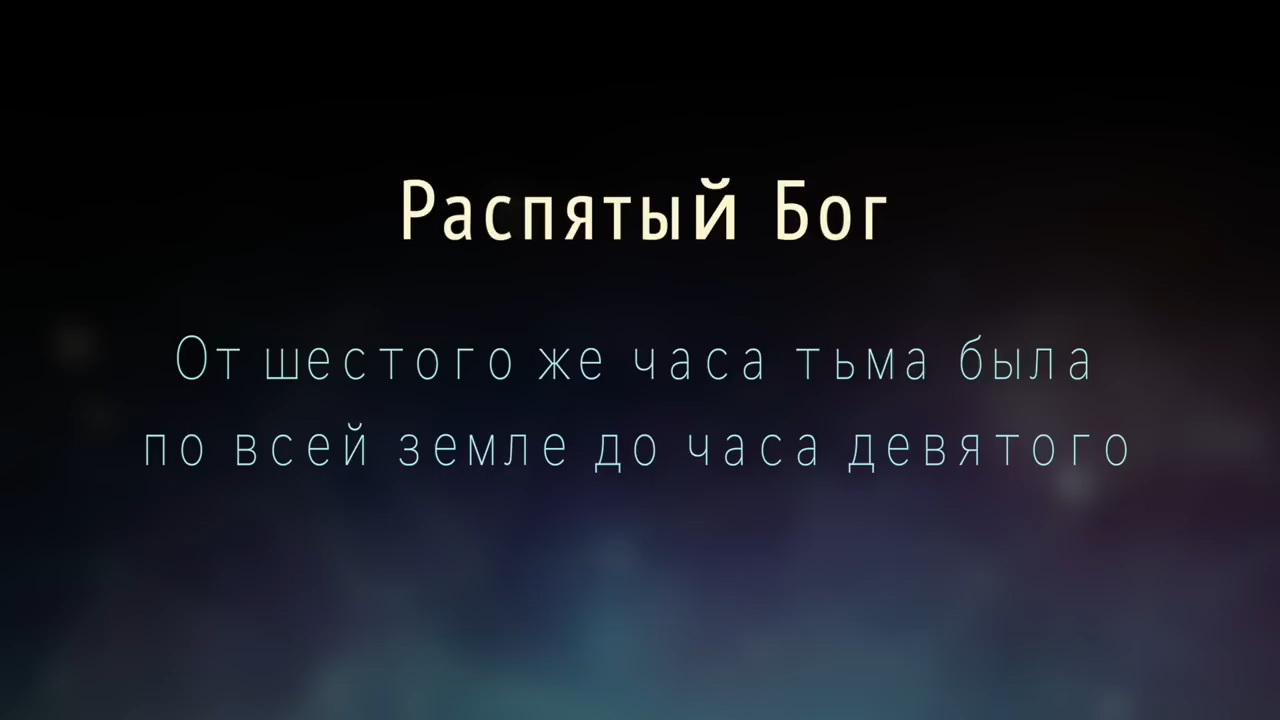 Распятый Бог
От шестого же часа тьма была
по всей земле до часа девятого